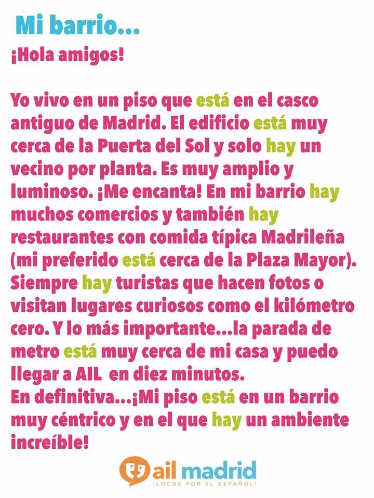 Mi barrio...
¡Hola amigos!
Yo vivo en un piso que está en el casco
antiguo de Madrid. El edificio está muy
cerca de la Puerta del Sol y solo hay un
vecino por planta. Es muy amplio y
luminoso. ¡Me encanta! En mi barrio hay
muchos comercios y también hay
restaurantes con comida típica Madrileña
(mi preferido está cerca de la Plaza Mayor).
Siempre hay turistas que hacen fotos o
visitan lugares curiosos como el kilómetro
cero. Y lo más importante...la parada de
metro está muy cerca de mi casa y puedo
llegar a AIL en diez minutos.
En definitiva...¡Mi piso está en un barrio
muy céntrico y en el que hay un ambiente
increíble!
ail madrid
¡LOCOS POR EL ESPAÑOL!